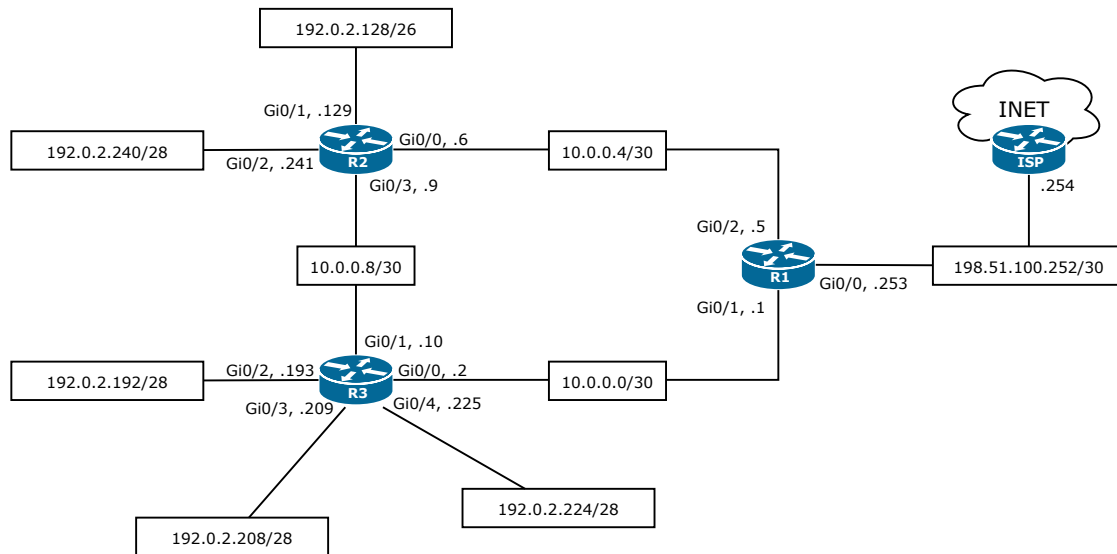 192.0.2.128/26
Gi0/1, .129
INET
192.0.2.240/28
Gi0/0, .6
10.0.0.4/30
ISP
Gi0/2, .241
R2
Gi0/3, .9
.254
Gi0/2, .5
10.0.0.8/30
R1
198.51.100.252/30
Gi0/0, .253
Gi0/1, .1
Gi0/1, .10
192.0.2.192/28
Gi0/2, .193
Gi0/0, .2
10.0.0.0/30
R3
Gi0/3, .209
Gi0/4, .225
192.0.2.224/28
192.0.2.208/28